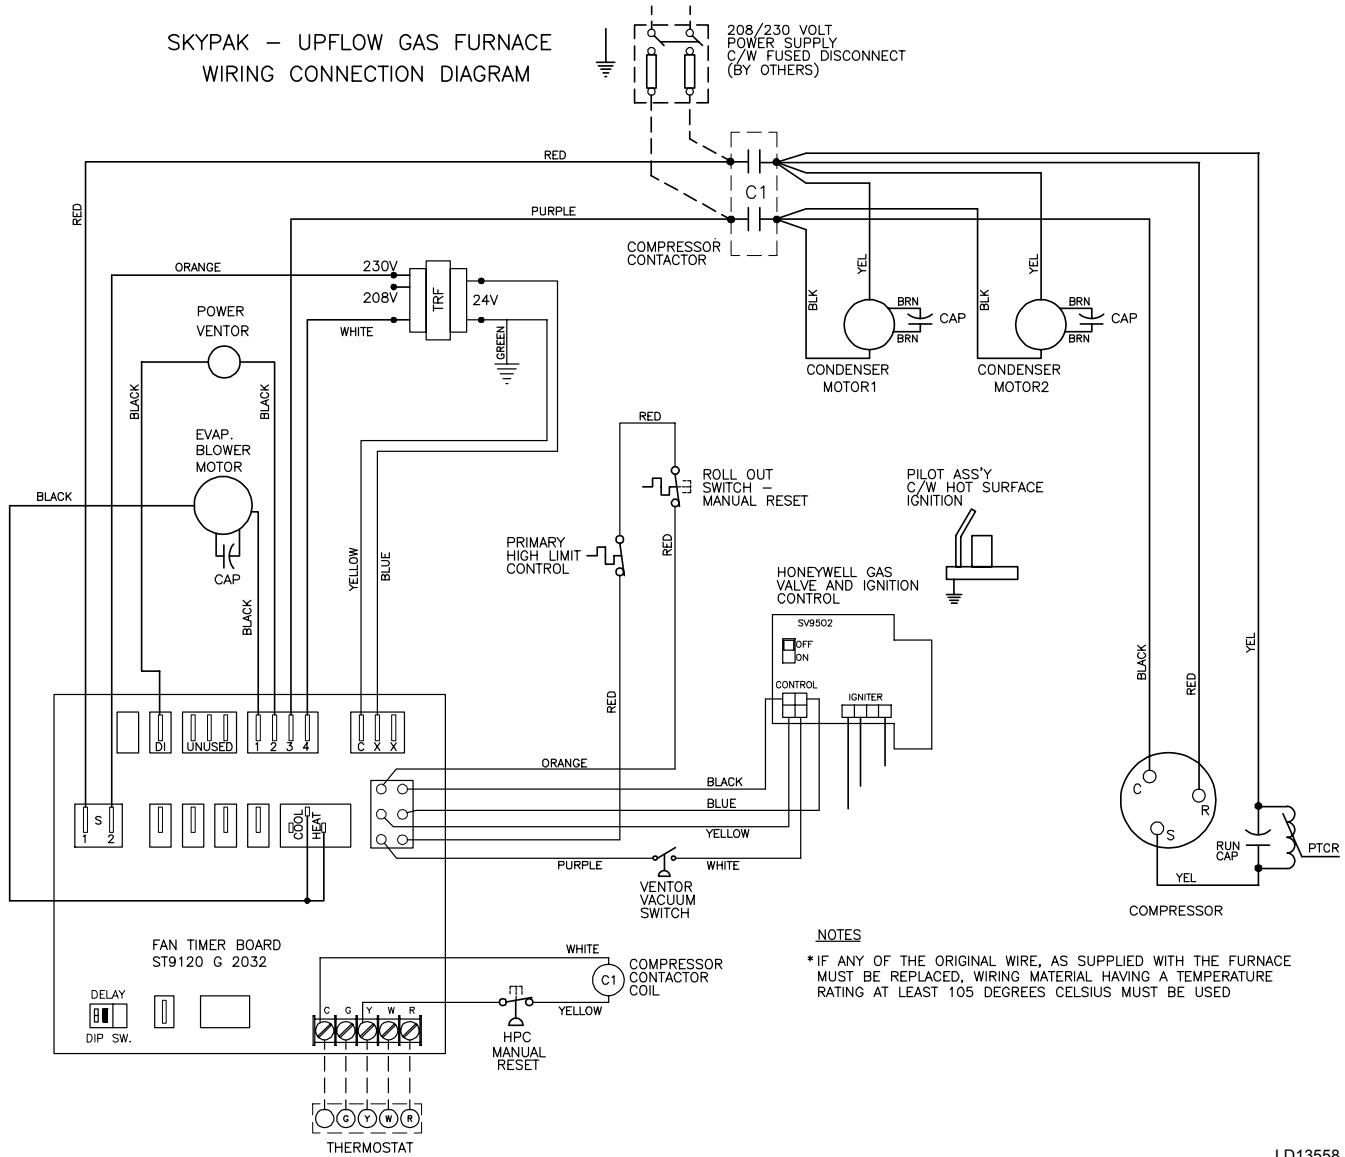 SKYPAK – UPFLOW GAS FURNACE
WIRING CONNECTION DIAGRAM
208/230 VOLT
POWER SUPPLY
C/W FUSED DISCONNECT
(BY OTHERS)
RED
RED
C1
PURPLE
COMPRESSOR
CONTACTOR
ORANGE
230V
208V
TRF
24V
WHITE
GREEN
POWER
VENTOR
BLACK
BLACK
YEL
BLK
BRN
CAP
BRN
CONDENSER
MOTOR1
YEL
BLK
BRN
CAP
BRN
CONDENSER
MOTOR2
EVAP.
BLOWER
MOTOR
CAP
BLACK
BLACK
YELLOW
BLUE
RED
ROLL OUT
SWITCH –
MANUAL RESET
RED
PRIMARY
HIGH LIMIT
CONTROL
RED
PILOT ASS'Y
C/W HOT SURFACE
IGNITION
HONEYWELL GAS
VALVE AND IGNITION
CONTROL
SV9502
OFF
ON
CONTROL
IGNITER
BLACK
RED
YEL
DI
UNUSED
1 2 3 4
C X X
ORANGE
BLACK
BLUE
YELLOW
PURPLE
WHITE
VENTOR
VACUUM
SWITCH
S
1 2
COOL
HEAT
C
R
S
RUN
CAP
PTCR
YEL
COMPRESSOR
FAN TIMER BOARD
ST9120 G 2032
DELAY
DIP SW.
WHITE
C1
COMPRESSOR
CONTACTOR
COIL
YELLOW
HPC
MANUAL
RESET
C G Y W R
G Y W R
THERMOSTAT
NOTES
* IF ANY OF THE ORIGINAL WIRE, AS SUPPLIED WITH THE FURNACE
MUST BE REPLACED, WIRING MATERIAL HAVING A TEMPERATURE
RATING AT LEAST 105 DEGREES CELSIUS MUST BE USED
LD13558